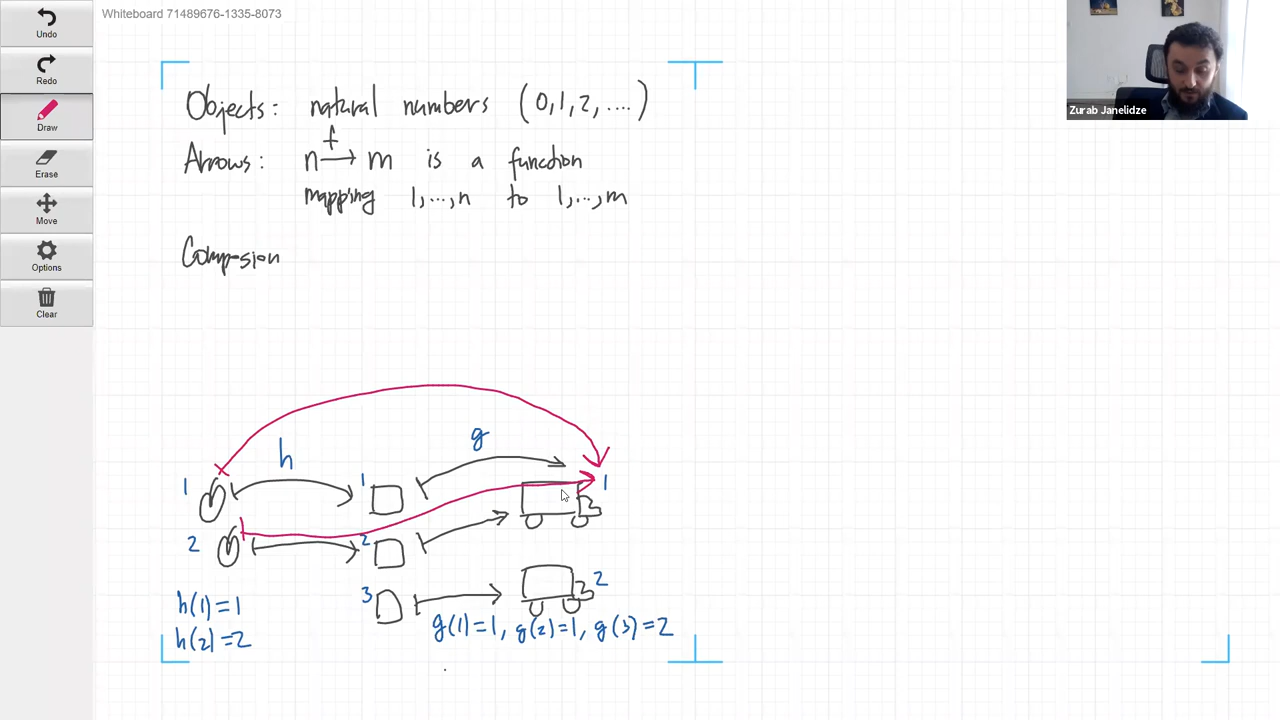 Whiteboard 71489676-1335-8073
Undo
Redo
Draw
Erase
Move
Options
Clear
Zurab Janelidze
Objects: natural numbers (0,1,2,....)
f
Arrows: n → m is a function
mapping 1,...,n to 1,...,m
Compsion
h g
1 1 1
2 2
3 2
h(1)=1
h(2)=2
g(1)=1, g(2)=1, g(3)=2